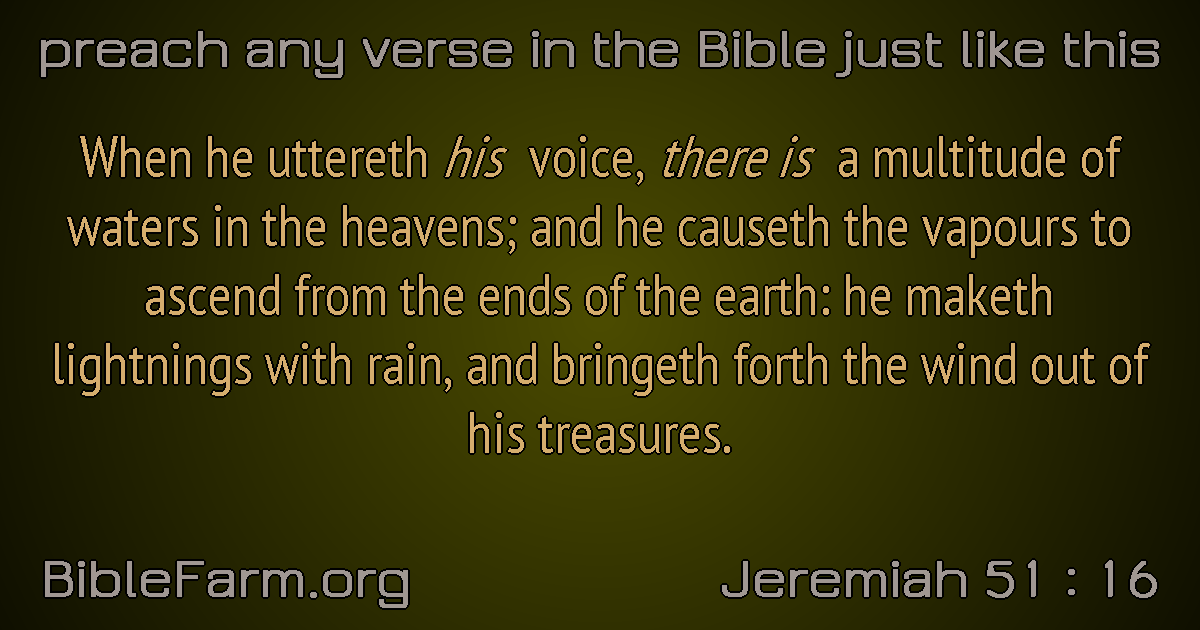 preach any verse in the Bible just like this
When he uttereth his voice, there is a multitude of
waters in the heavens; and he causeth the vapours to
ascend from the ends of the earth: he maketh
lightnings with rain, and bringeth forth the wind out of
his treasures.
BibleFarm.org
Jeremiah 51 : 16